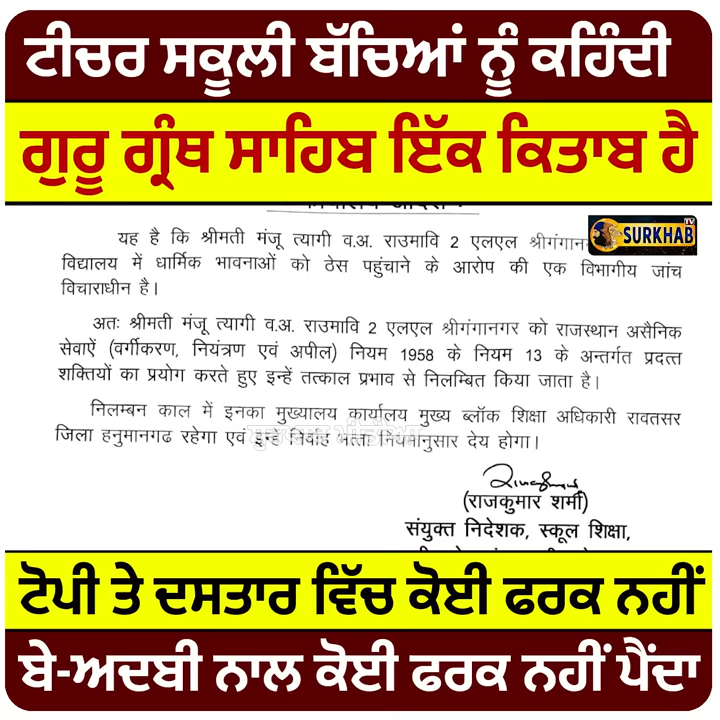 ਟੀਚਰ ਸਕੂਲੀ ਬੱਚਿਆਂ ਨੂੰ ਕਹਿੰਦੀ
ਗੁਰੂ ਗ੍ਰੰਥ ਸਾਹਿਬ ਇੱਕ ਕਿਤਾਬ ਹੈ
SURKHAB TV
यह है कि श्रीमती मंजू त्यागी व.अ. राउमावि 2 एलएल
विद्यालय में धार्मिक भावनाओं को ठेस पहुंचाने के आरोप की एक विभागीय जांच
विचाराधीन है।
अतः श्रीमती मंजू त्यागी व.अ. राउमावि 2 एलएल श्रीगंगानगर को राजस्थान असैनिक
सेवाऐं (वर्गीकरण, नियंत्रण एवं अपील) नियम 1958 के नियम 13 के अन्तर्गत प्रदत्त
शक्तियों का प्रयोग करते हुए इन्हें तत्काल प्रभाव से निलम्बित किया जाता है।
निलम्बन काल में इनका मुख्यालय कार्यालय मुख्य ब्लॉक शिक्षा अधिकारी रावतसर
जिला हनुमानगढ रहेगा एवं इन्हें निर्वाह भत्ता नियमानुसार देय होगा।
(राजकुमार शर्मा)
संयुक्त निदेशक, स्कूल शिक्षा,
ਟੋਪੀ ਤੇ ਦਸਤਾਰ ਵਿੱਚ ਕੋਈ ਫਰਕ ਨਹੀਂ
ਬੇ-ਅਦਬੀ ਨਾਲ ਕੋਈ ਫਰਕ ਨਹੀਂ ਪੈਂਦਾ